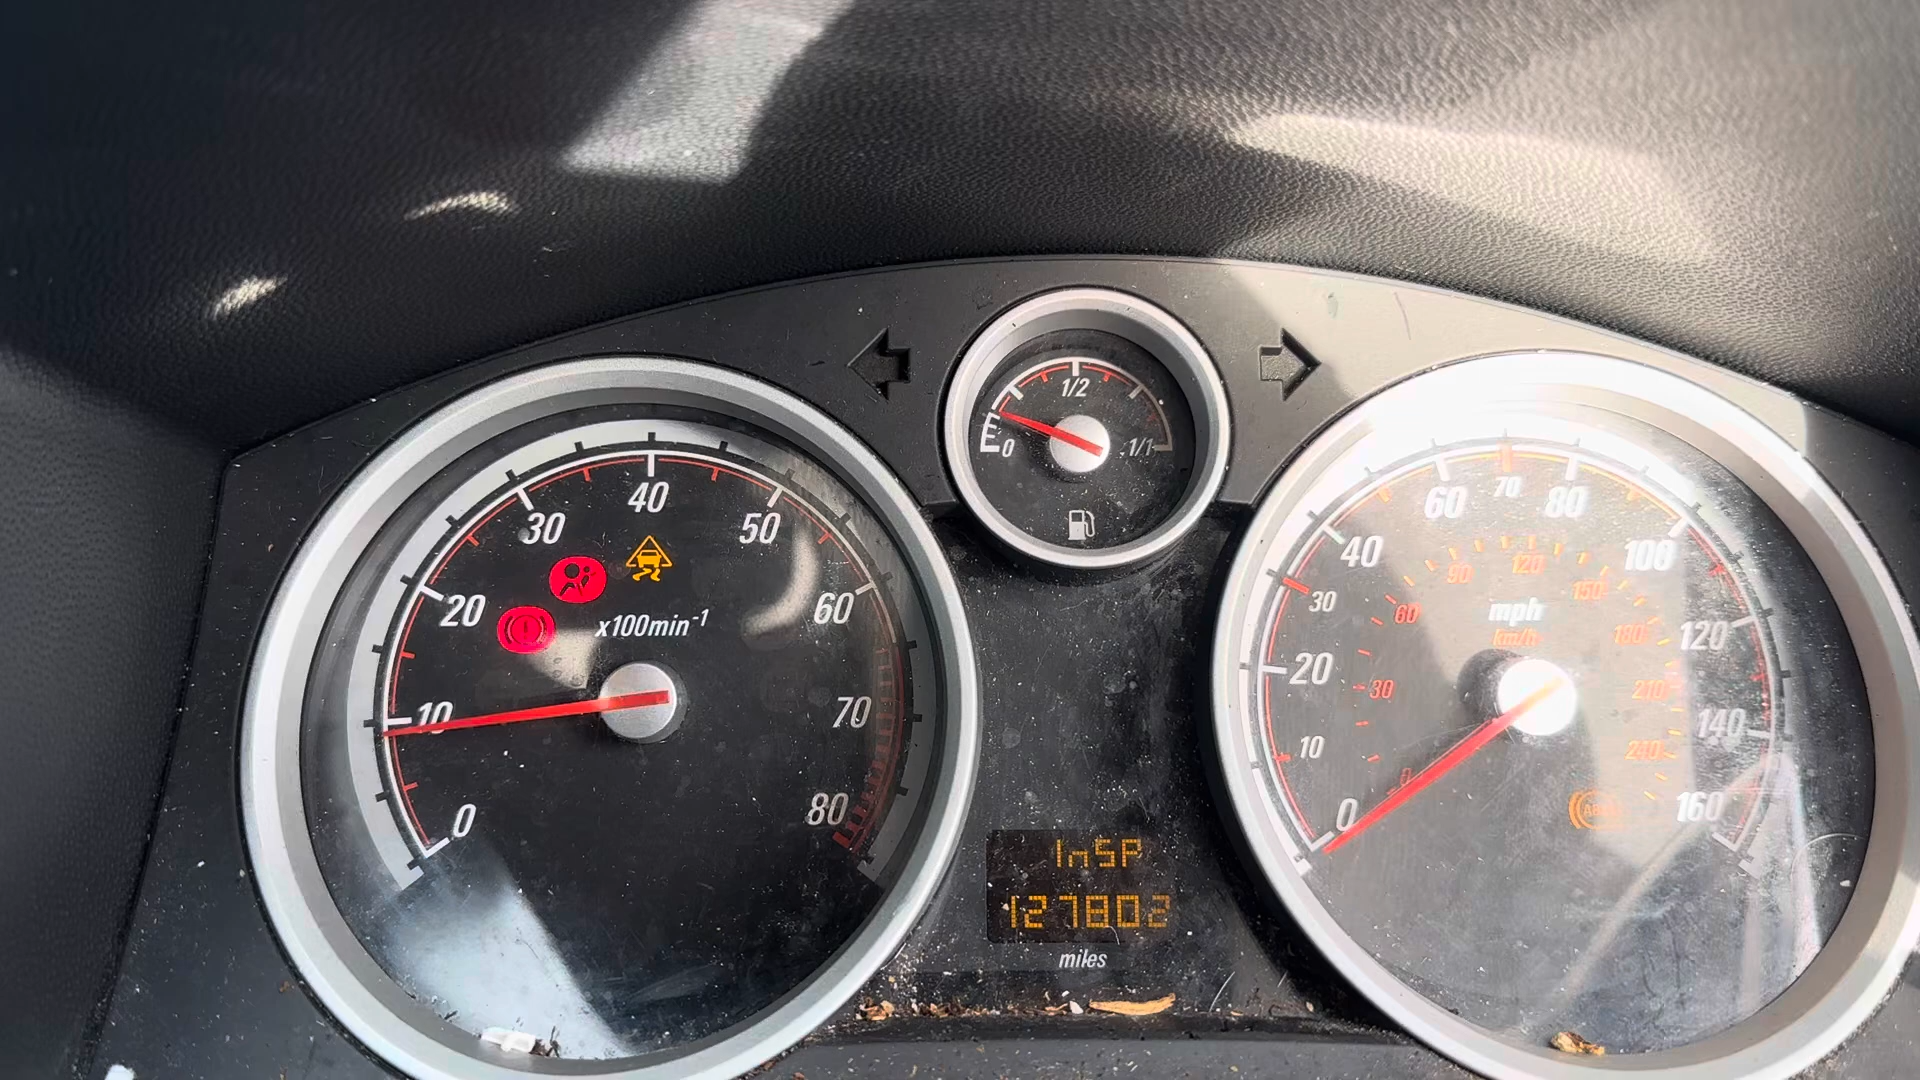 1/2
0 1/1
0 10 20 30 40 50 60 70 80
x100min-1
0 10 20 30 40 60 70 80 100 120 140 160
mph
km/h
0 30 60 90 120 150 180 210 240
InSP
127802
miles